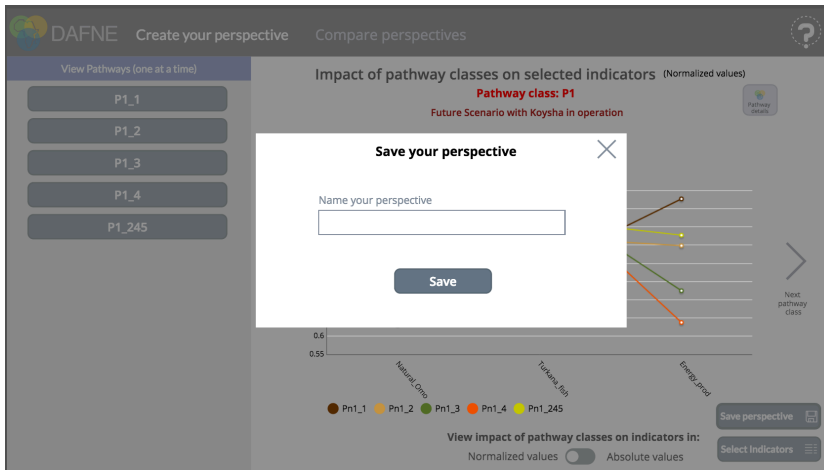 DAFNE Create your perspective Compare perspectives
?
View Pathways (one at a time)
P1_1
P1_2
P1_3
P1_4
P1_245
Impact of pathway classes on selected indicators (Normalized values)
Pathway class: P1
Future Scenario with Koysha in operation
Pathway
details
Save your perspective
Name your perspective
Save
Next
pathway
class
0.6
0.55
Natural_Omo
Turkana_fish
Energy_prod
Pn1_1 Pn1_2 Pn1_3 Pn1_4 Pn1_245
Save perspective
View impact of pathway classes on indicators in:
Normalized values Absolute values
Select Indicators